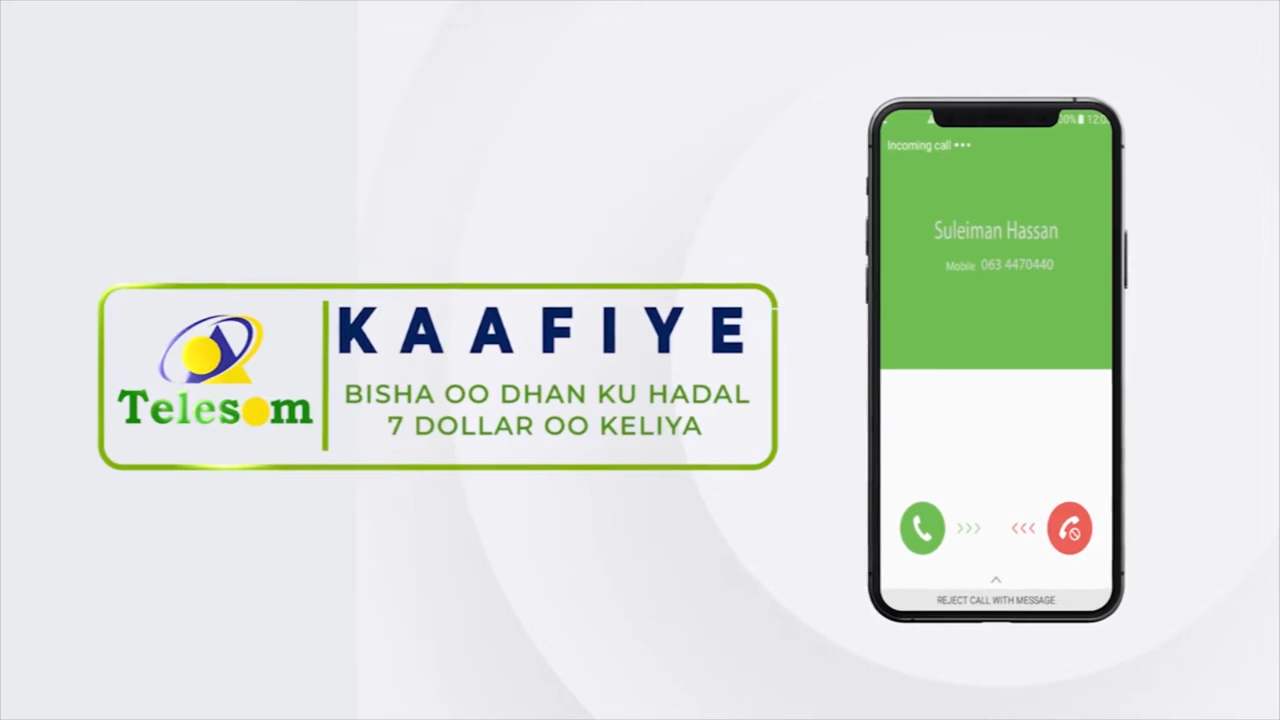 Telesom
KAAFIYE
BISHA OO DHAN KU HADAL
7 DOLLAR OO KELIYA
Incoming call •••
Suleiman Hassan
Mobile 063 4470440
REJECT CALL WITH MESSAGE